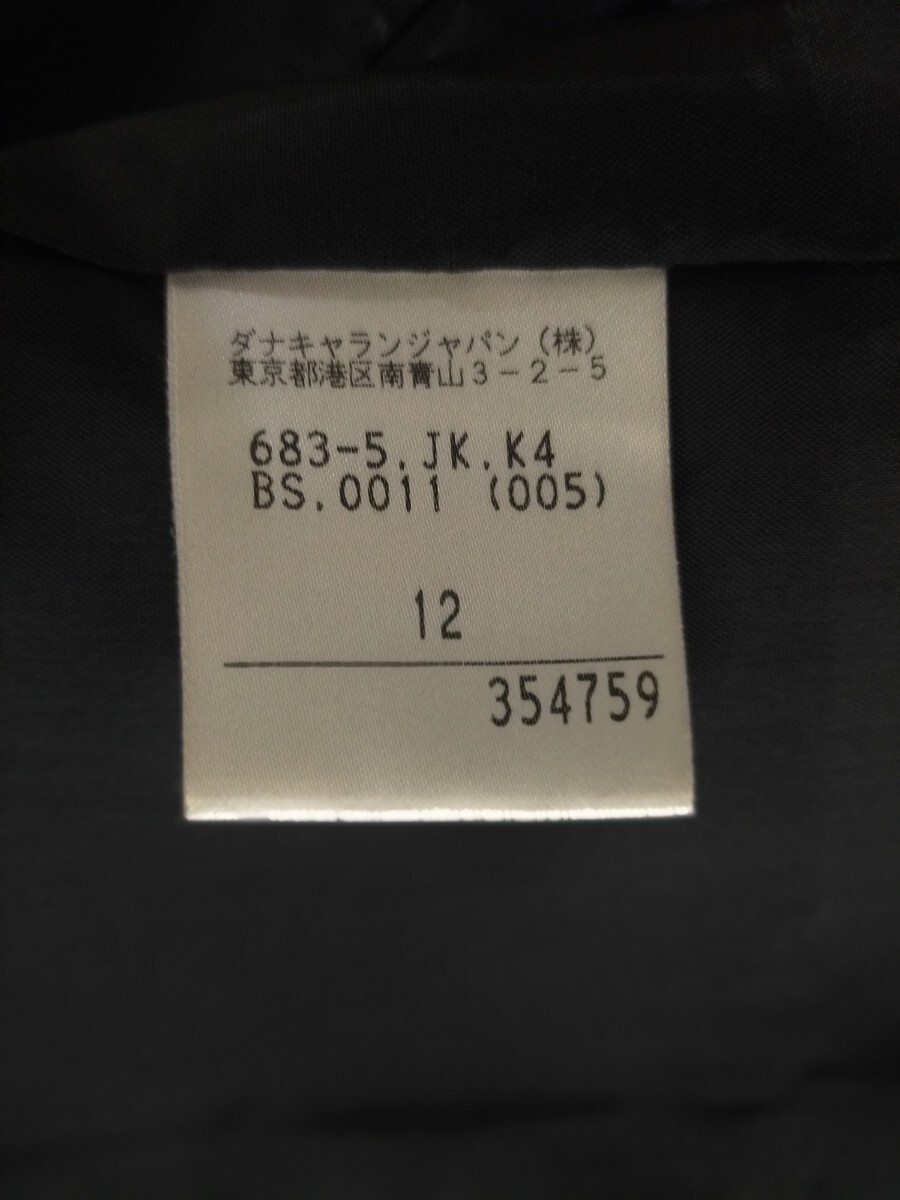 ダナキャランジャパン（株）
東京都港区南青山３－２－５
683-5.JK.K4
BS.0011 (005)
12
354759